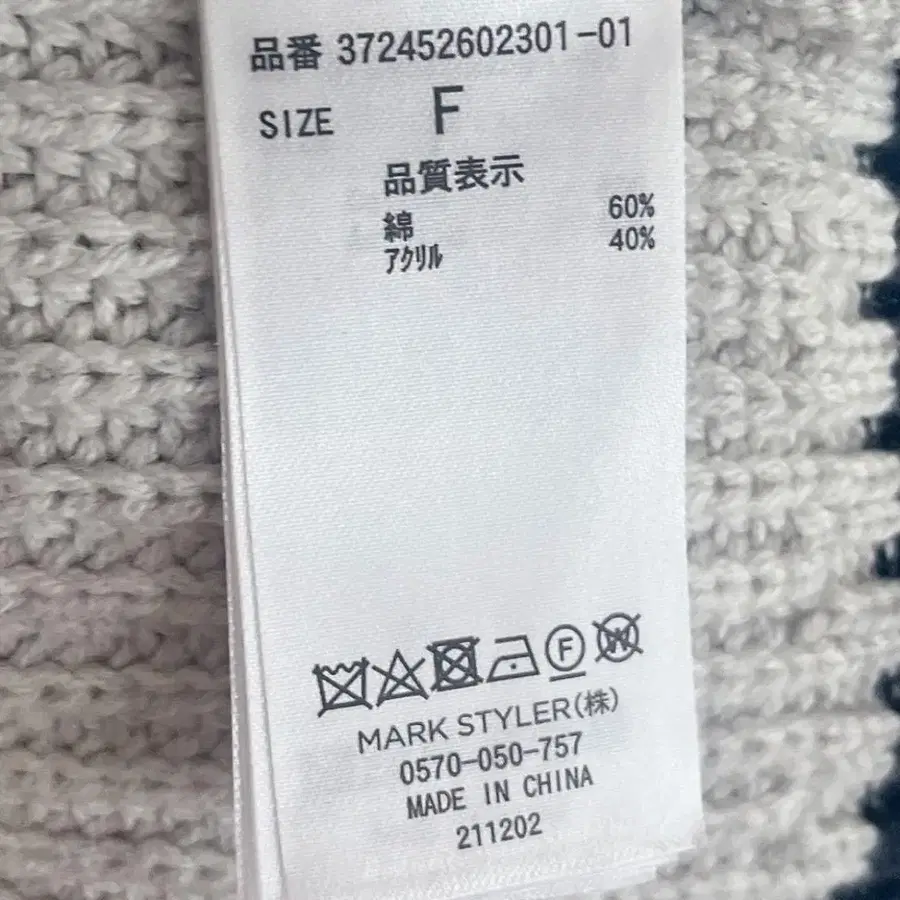 品番 372452602301-01
SIZE F
品質表示
綿 60%
アクリル 40%
F W
MARK STYLER(株)
0570-050-757
MADE IN CHINA
211202